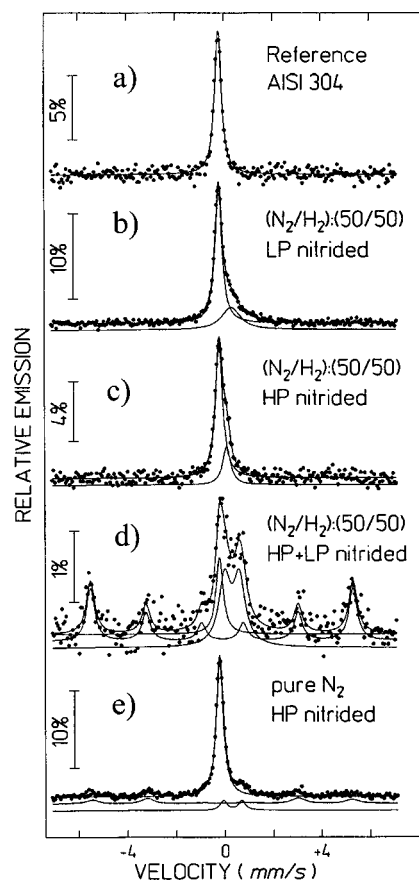 Reference
AISI 304
a)
5%
(N₂/H₂):(50/50)
LP nitrided
b)
10%
(N₂/H₂):(50/50)
HP nitrided
c)
4%
(N₂/H₂):(50/50)
HP+LP nitrided
d)
1%
pure N₂
HP nitrided
e)
10%
RELATIVE EMISSION
-4 0 +4
VELOCITY (mm/s)